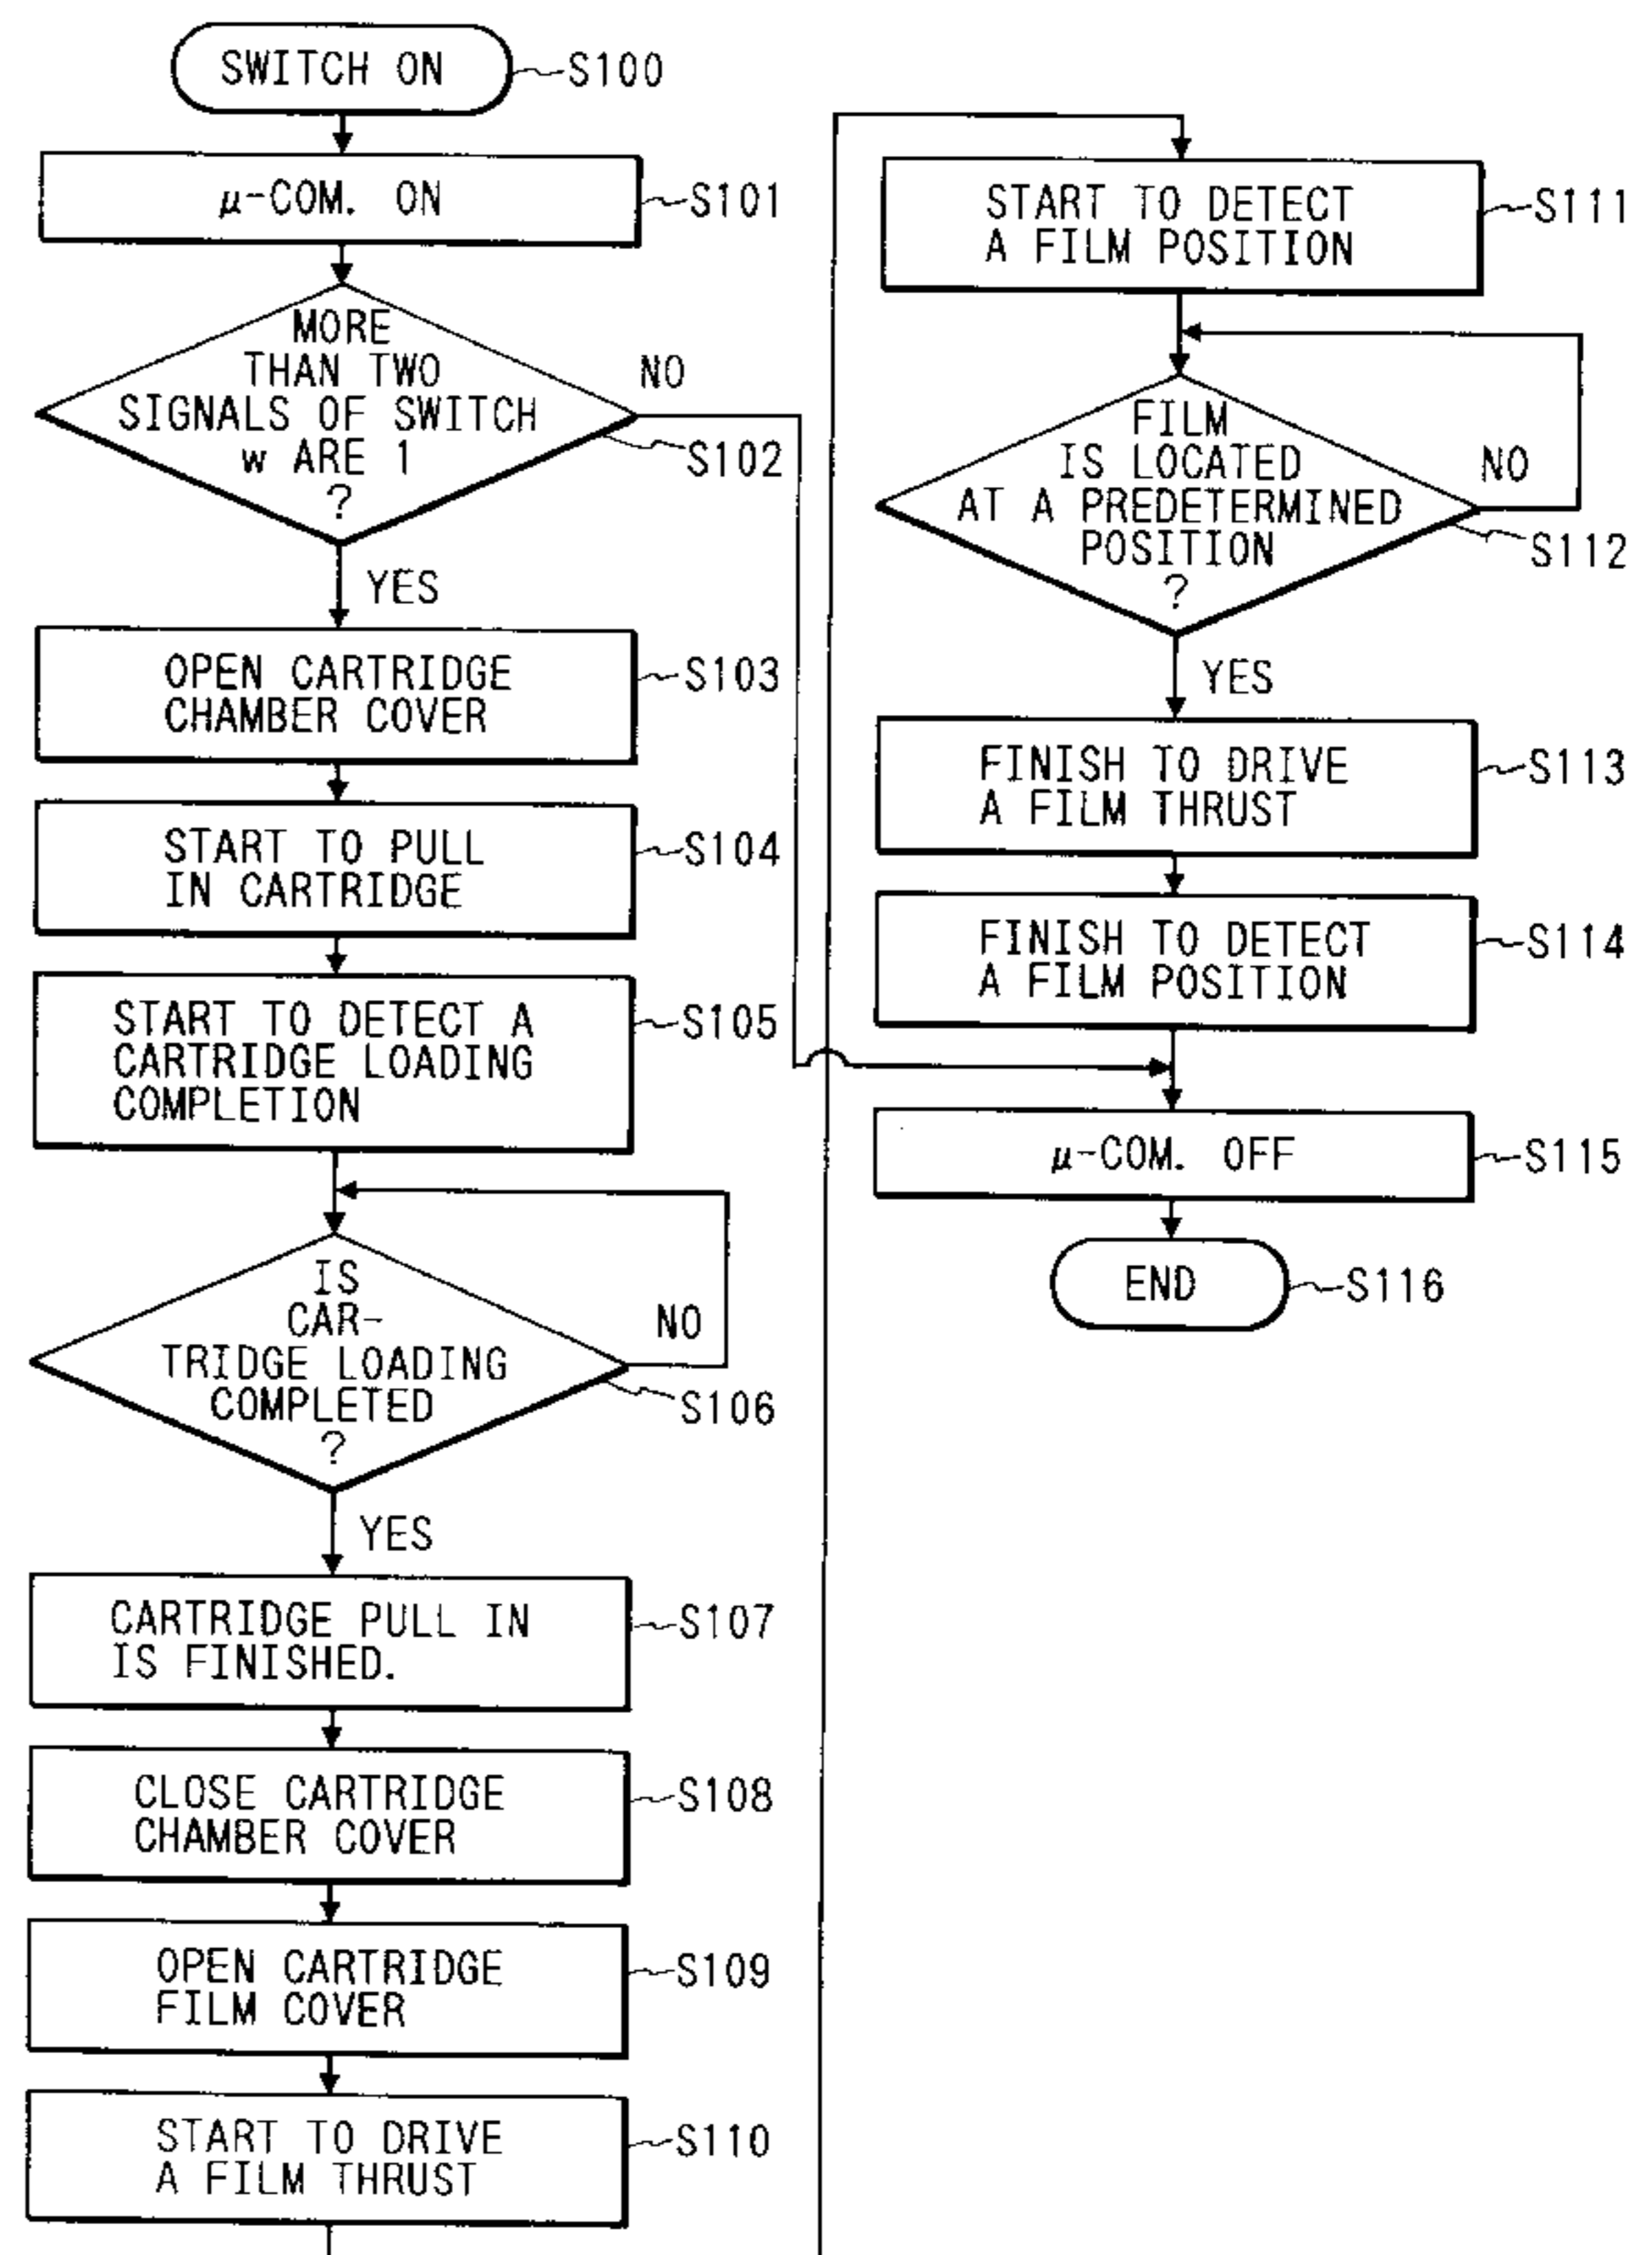 SWITCH ON
S100
μ-COM. ON
S101
MORE
THAN TWO
SIGNALS OF SWITCH
w ARE 1
?
NO
S102
YES
OPEN CARTRIDGE
CHAMBER COVER
S103
START TO PULL
IN CARTRIDGE
S104
START TO DETECT A
CARTRIDGE LOADING
COMPLETION
S105
IS
CAR-
TRIDGE LOADING
COMPLETED
?
NO
S106
YES
CARTRIDGE PULL IN
IS FINISHED.
S107
CLOSE CARTRIDGE
CHAMBER COVER
S108
OPEN CARTRIDGE
FILM COVER
S109
START TO DRIVE
A FILM THRUST
S110
START TO DETECT
A FILM POSITION
S111
FILM
IS LOCATED
AT A PREDETERMINED
POSITION
?
NO
S112
YES
FINISH TO DRIVE
A FILM THRUST
S113
FINISH TO DETECT
A FILM POSITION
S114
μ-COM. OFF
S115
END
S116